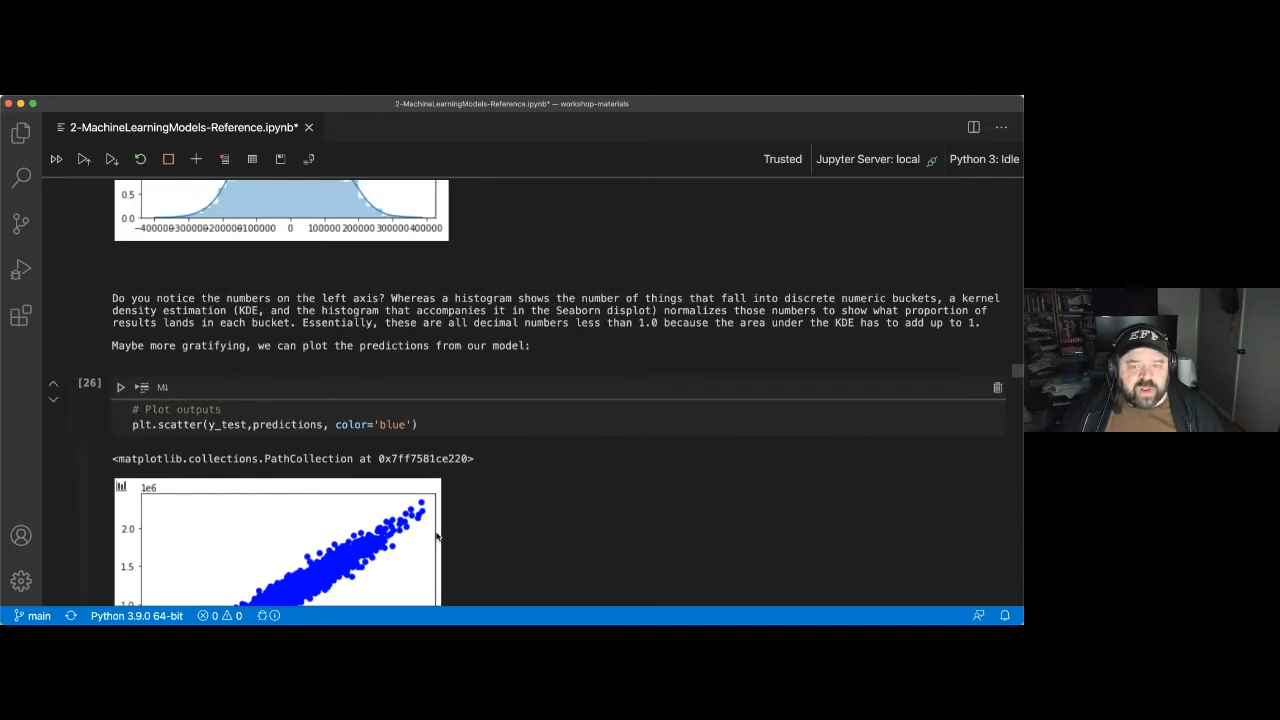 2-MachineLearningModels-Reference.ipynb* — workshop-materials
2-MachineLearningModels-Reference.ipynb*
Trusted
Jupyter Server: local
Python 3: Idle
0.5
0.0
−400000−300000−200000−100000 0 100000 200000 300000 400000
Do you notice the numbers on the left axis? Whereas a histogram shows the number of things that fall into discrete numeric buckets, a kernel
density estimation (KDE, and the histogram that accompanies it in the Seaborn displot) normalizes those numbers to show what proportion of
results lands in each bucket. Essentially, these are all decimal numbers less than 1.0 because the area under the KDE has to add up to 1.
Maybe more gratifying, we can plot the predictions from our model:
[26]
M↓
# Plot outputs
plt.scatter(y_test,predictions, color='blue')
<matplotlib.collections.PathCollection at 0x7ff7581ce220>
1e6
2.0
1.5
1.0
EFF
main
Python 3.9.0 64-bit
0
0